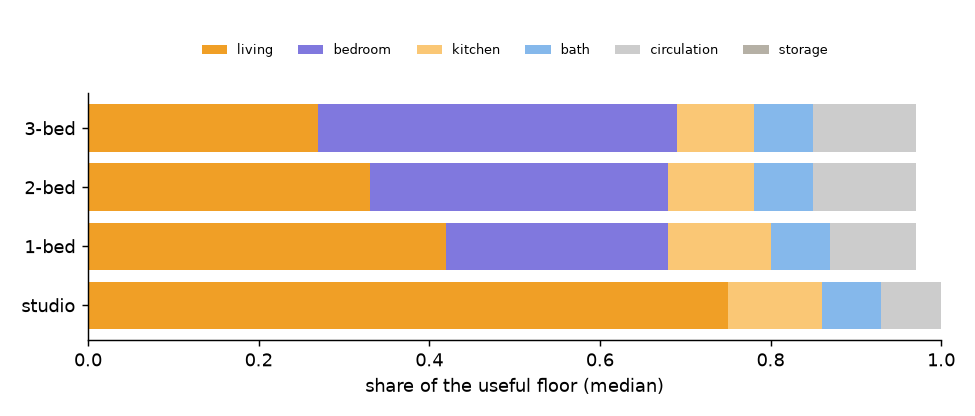 living bedroom kitchen bath circulation storage
3-bed
2-bed
1-bed
studio
0.0 0.2 0.4 0.6 0.8 1.0
share of the useful floor (median)